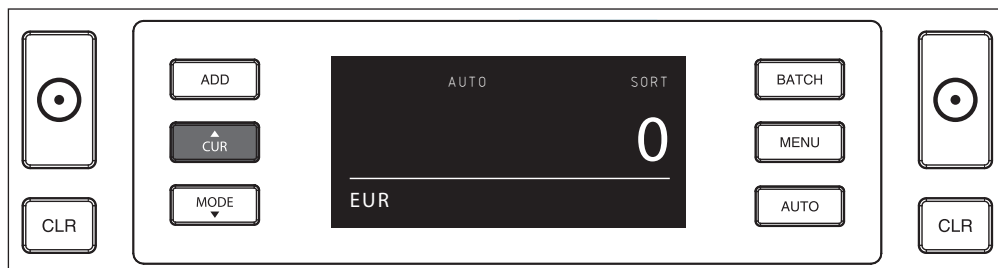 ADD
CUR
MODE
CLR
AUTO SORT
0
EUR
BATCH
MENU
AUTO
CLR